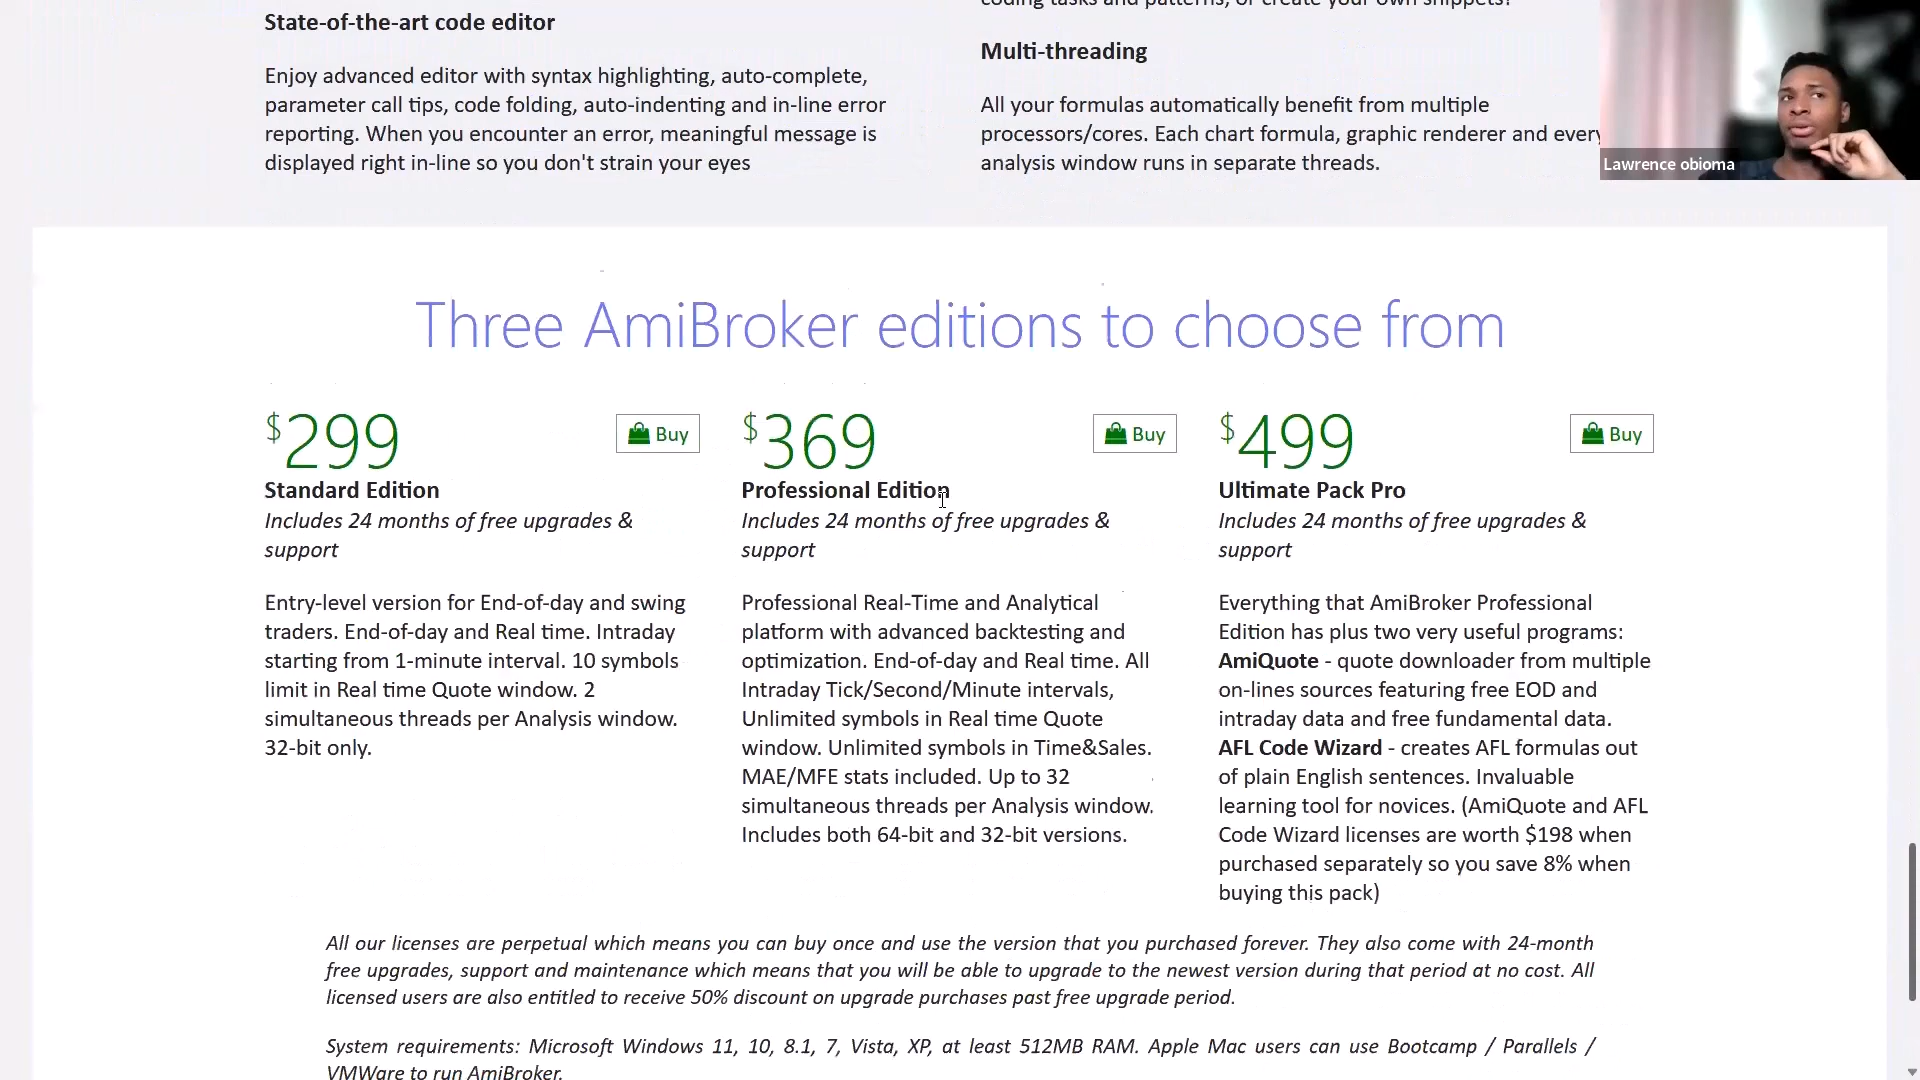 State-of-the-art code editor
Enjoy advanced editor with syntax highlighting, auto-complete,
parameter call tips, code folding, auto-indenting and in-line error
reporting. When you encounter an error, meaningful message is
displayed right in-line so you don't strain your eyes
coding tasks and patterns, or create your own snippets!
Multi-threading
All your formulas automatically benefit from multiple
processors/cores. Each chart formula, graphic renderer and every
analysis window runs in separate threads.
Lawrence obioma
Three AmiBroker editions to choose from
$299
Buy
Standard Edition
Includes 24 months of free upgrades &
support
Entry-level version for End-of-day and swing
traders. End-of-day and Real time. Intraday
starting from 1-minute interval. 10 symbols
limit in Real time Quote window. 2
simultaneous threads per Analysis window.
32-bit only.
$369
Buy
Professional Edition
Includes 24 months of free upgrades &
support
Professional Real-Time and Analytical
platform with advanced backtesting and
optimization. End-of-day and Real time. All
Intraday Tick/Second/Minute intervals,
Unlimited symbols in Real time Quote
window. Unlimited symbols in Time&Sales.
MAE/MFE stats included. Up to 32
simultaneous threads per Analysis window.
Includes both 64-bit and 32-bit versions.
$499
Buy
Ultimate Pack Pro
Includes 24 months of free upgrades &
support
Everything that AmiBroker Professional
Edition has plus two very useful programs:
AmiQuote - quote downloader from multiple
on-lines sources featuring free EOD and
intraday data and free fundamental data.
AFL Code Wizard - creates AFL formulas out
of plain English sentences. Invaluable
learning tool for novices. (AmiQuote and AFL
Code Wizard licenses are worth $198 when
purchased separately so you save 8% when
buying this pack)
All our licenses are perpetual which means you can buy once and use the version that you purchased forever. They also come with 24-month
free upgrades, support and maintenance which means that you will be able to upgrade to the newest version during that period at no cost. All
licensed users are also entitled to receive 50% discount on upgrade purchases past free upgrade period.
System requirements: Microsoft Windows 11, 10, 8.1, 7, Vista, XP, at least 512MB RAM. Apple Mac users can use Bootcamp / Parallels /
VMWare to run AmiBroker.